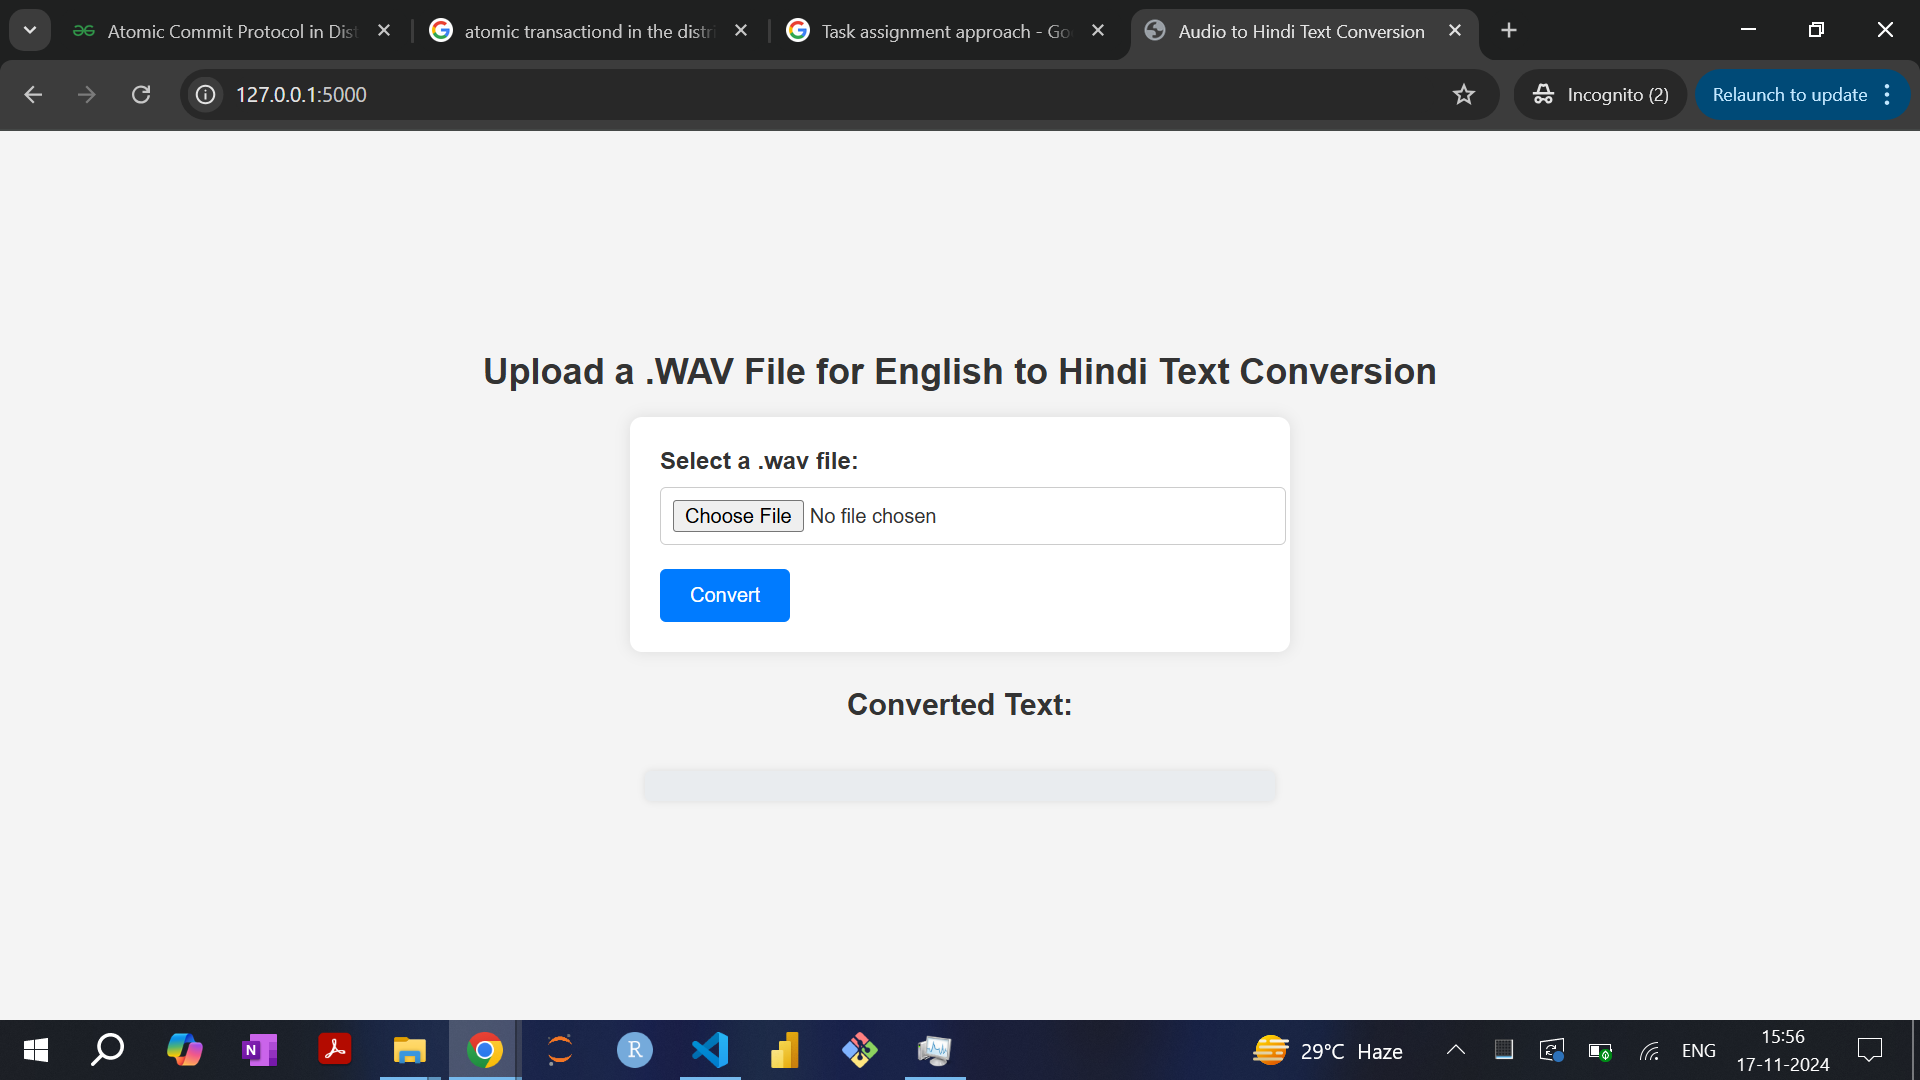 Atomic Commit Protocol in Dist
atomic transactiond in the distri
Task assignment approach - Goo
Audio to Hindi Text Conversion
127.0.0.1:5000
Incognito (2)
Relaunch to update
Upload a .WAV File for English to Hindi Text Conversion
Select a .wav file:
Choose File No file chosen
Convert
Converted Text:
N
R
29°C Haze
ENG
15:56
17-11-2024